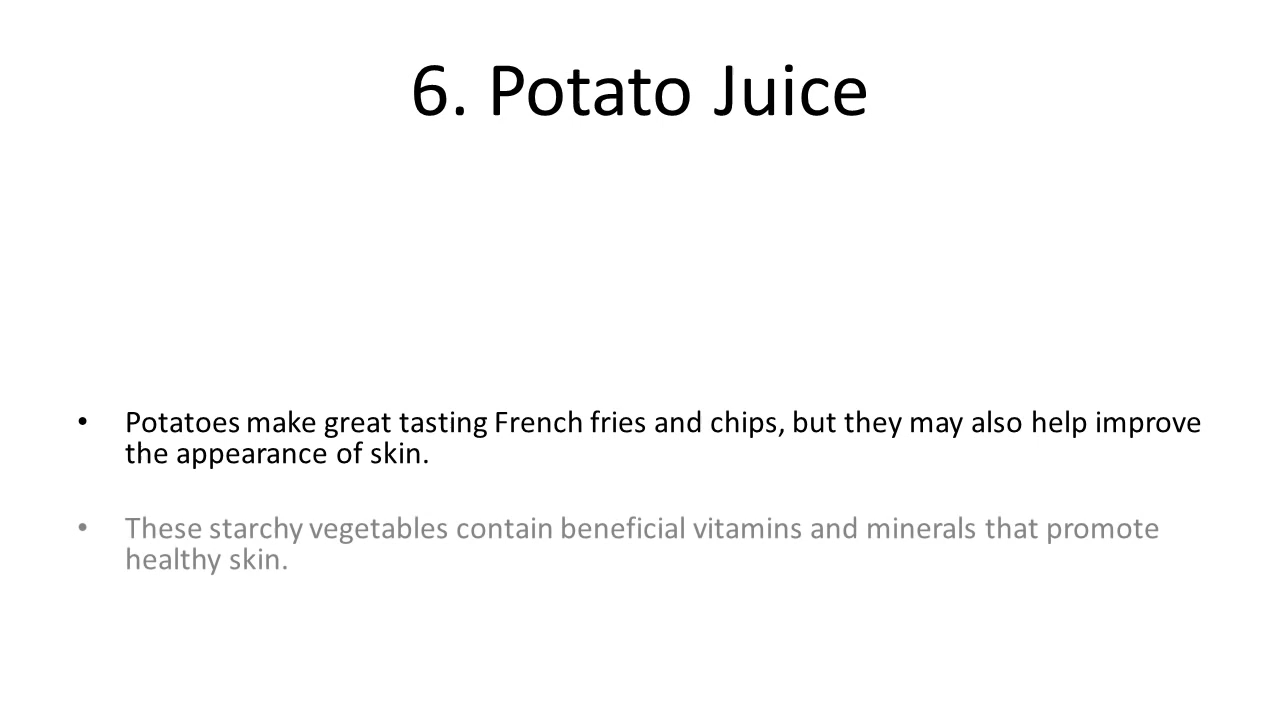 6. Potato Juice
• Potatoes make great tasting French fries and chips, but they may also help improve
the appearance of skin.
• These starchy vegetables contain beneficial vitamins and minerals that promote
healthy skin.